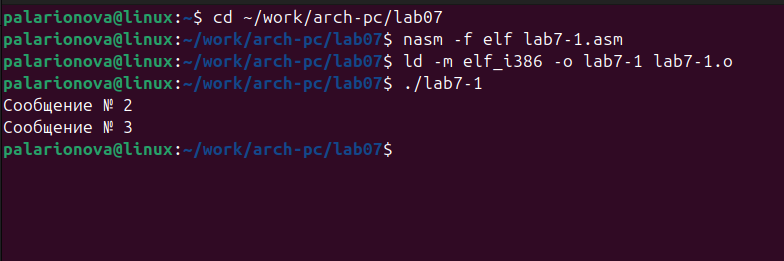 palarionova@linux:~$ cd ~/work/arch-pc/lab07
palarionova@linux:~/work/arch-pc/lab07$ nasm -f elf lab7-1.asm
palarionova@linux:~/work/arch-pc/lab07$ ld -m elf_i386 -o lab7-1 lab7-1.o
palarionova@linux:~/work/arch-pc/lab07$ ./lab7-1
Сообщение № 2
Сообщение № 3
palarionova@linux:~/work/arch-pc/lab07$